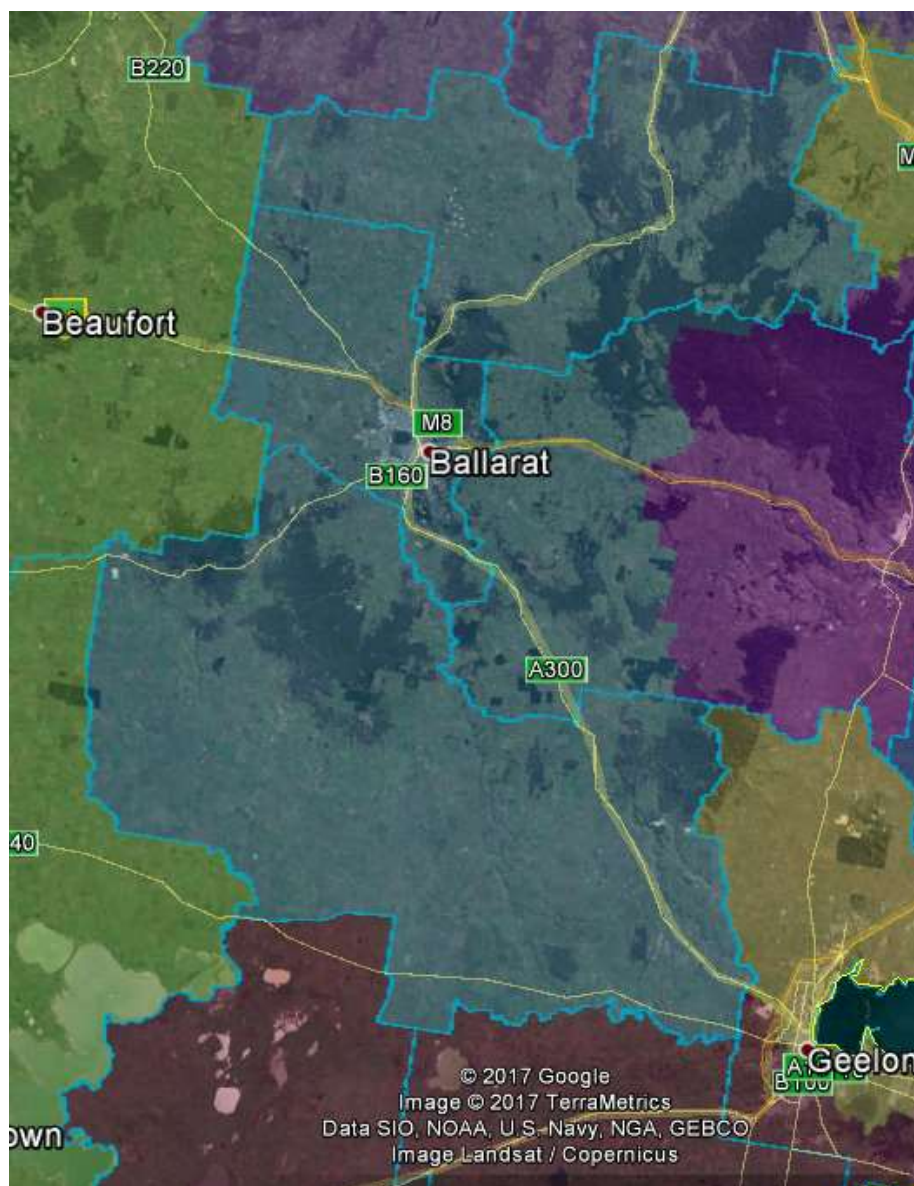 B220
M
Beaufort
M8
Ballarat
B160
A300
40
Geelon
B100
© 2017 Google
Image © 2017 TerraMetrics
Data SIO, NOAA, U.S. Navy, NGA, GEBCO
Image Landsat / Copernicus
own